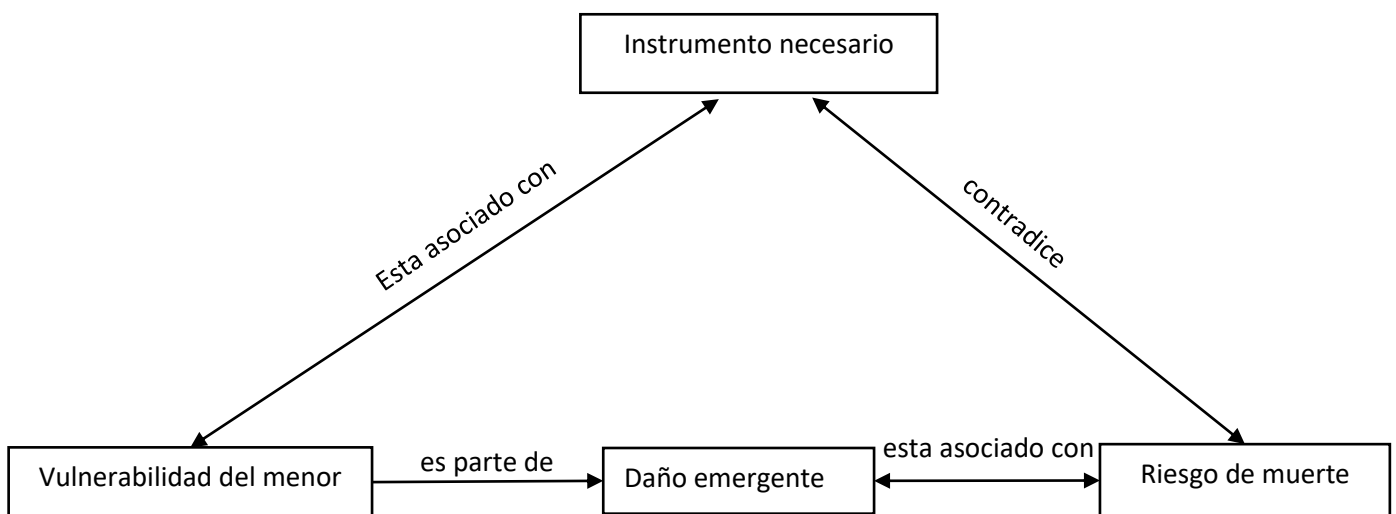 Instrumento necesario
Esta asociado con
contradice
Vulnerabilidad del menor
es parte de
Daño emergente
esta asociado con
Riesgo de muerte